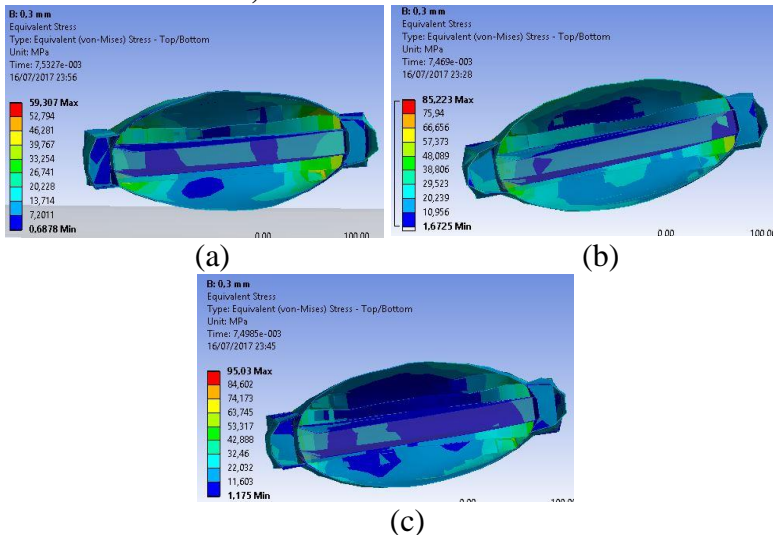 B: 0,3 mm
Equivalent Stress
Type: Equivalent (von-Mises) Stress - Top/Bottom
Unit: MPa
Time: 7,5327e-003
16/07/2017 23:56
59,307 Max
52,794
46,281
39,767
33,254
26,741
20,228
13,714
7,2011
0,6878 Min
0.00
100.00
(a)
B: 0,3 mm
Equivalent Stress
Type: Equivalent (von-Mises) Stress - Top/Bottom
Unit: MPa
Time: 7,469e-003
16/07/2017 23:28
85,223 Max
75,94
66,656
57,373
48,089
38,806
29,523
20,239
10,956
1,6725 Min
0.00
(b)
B: 0,3 mm
Equivalent Stress
Type: Equivalent (von-Mises) Stress - Top/Bottom
Unit: MPa
Time: 7,4985e-003
16/07/2017 23:45
95,03 Max
84,602
74,173
63,745
53,317
42,888
32,46
22,032
11,603
1,175 Min
(c)